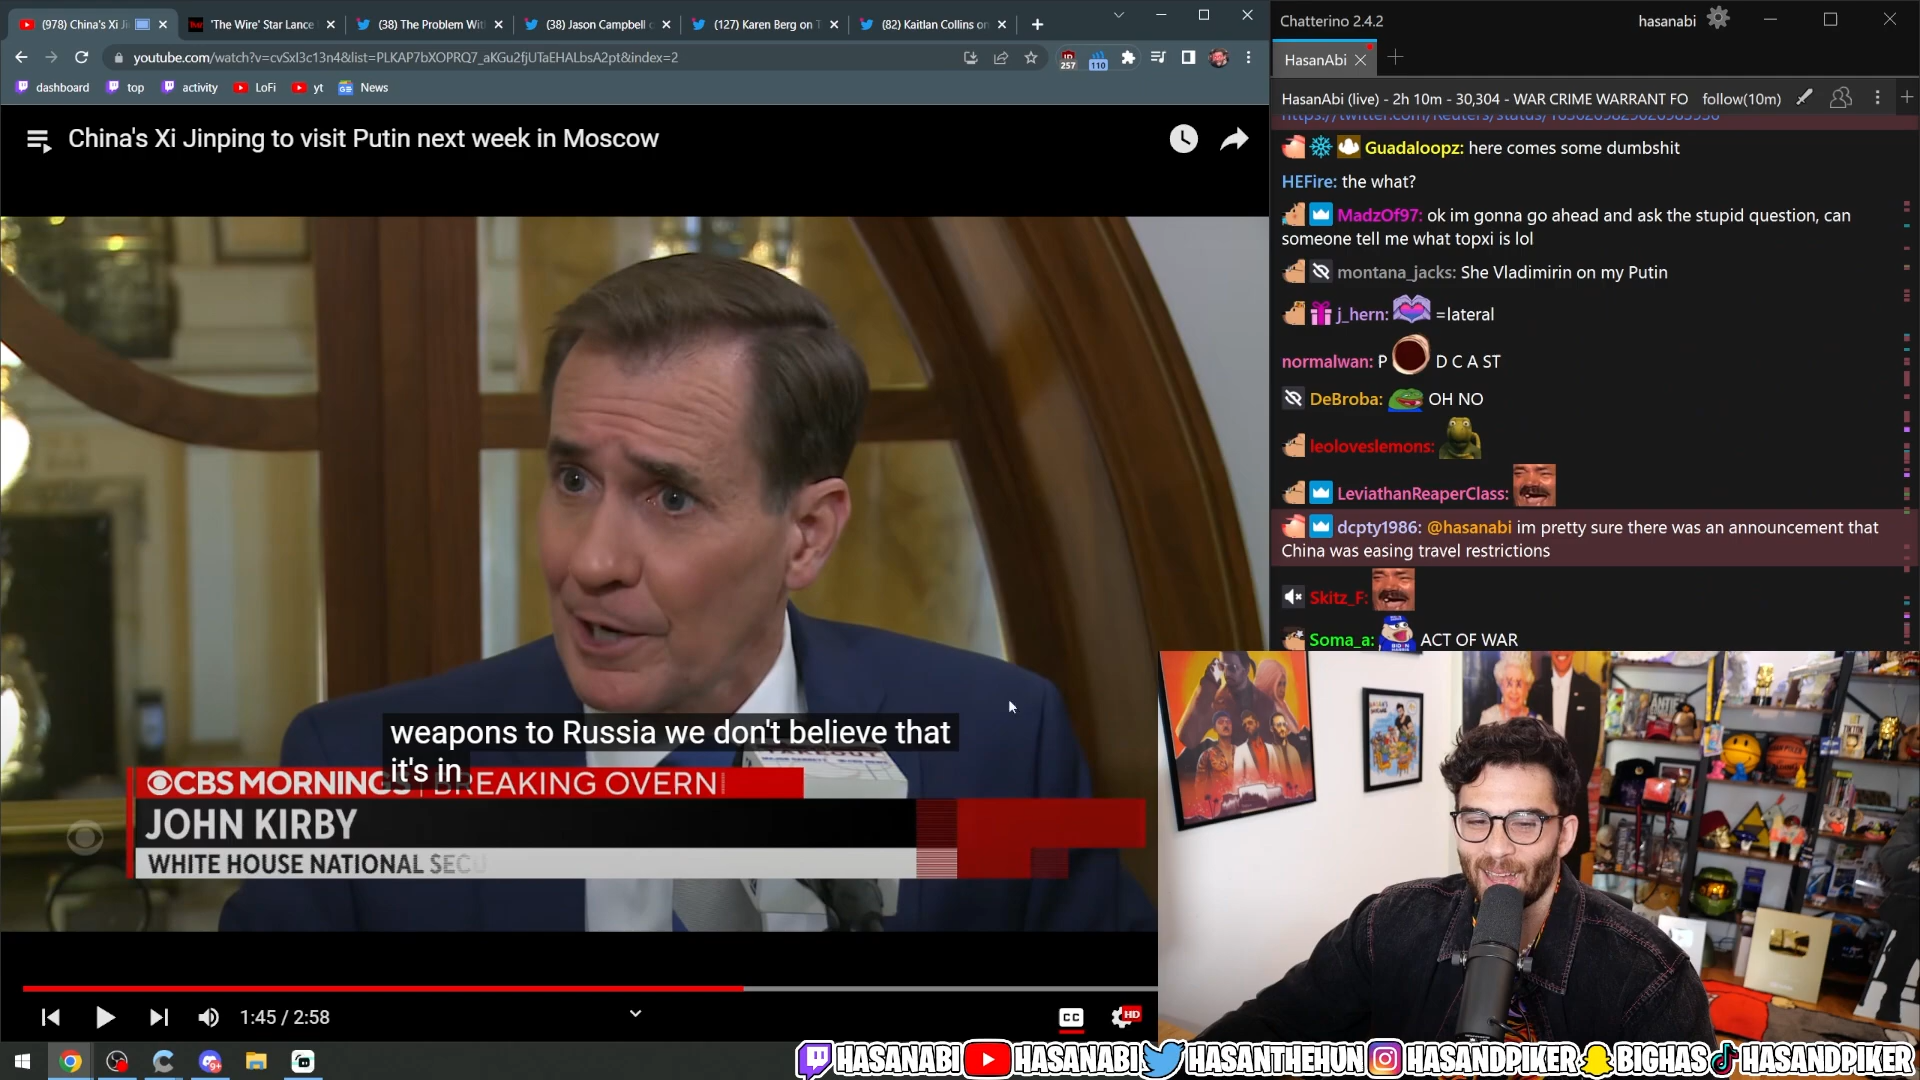 (978) China's Xi Ji
'The Wire' Star Lance
(38) The Problem Wit
(38) Jason Campbell o
(127) Karen Berg on T
(82) Kaitlan Collins on
youtube.com/watch?v=cvSxI3c13n4&list=PLKAP7bXOPRQ7_aKGu2fjUTaEHALbsA2pt&index=2
257
110
dashboard
top
activity
LoFi
yt
News
China's Xi Jinping to visit Putin next week in Moscow
weapons to Russia we don't believe that
it's in
CBS MORNINGS | BREAKING OVERN
JOHN KIRBY
WHITE HOUSE NATIONAL SECU
1:45 / 2:58
CC
HD
Chatterino 2.4.2
hasanabi
HasanAbi
HasanAbi (live) - 2h 10m - 30,304 - WAR CRIME WARRANT FO
follow(10m)
Guadaloopz: here comes some dumbshit
HEFire: the what?
MadzOf97: ok im gonna go ahead and ask the stupid question, can
someone tell me what topxi is lol
montana_jacks: She Vladimirin on my Putin
j_hern: =lateral
normalwan: P D C A S T
DeBroba: OH NO
leoloveslemons:
LeviathanReaperClass:
dcpty1986: @hasanabi im pretty sure there was an announcement that
China was easing travel restrictions
Skitz_F:
Soma_a: ACT OF WAR
HASANABI
HASANABI
HASANTHEHUN
HASANDPIKER
BIGHAS
HASANDPIKER